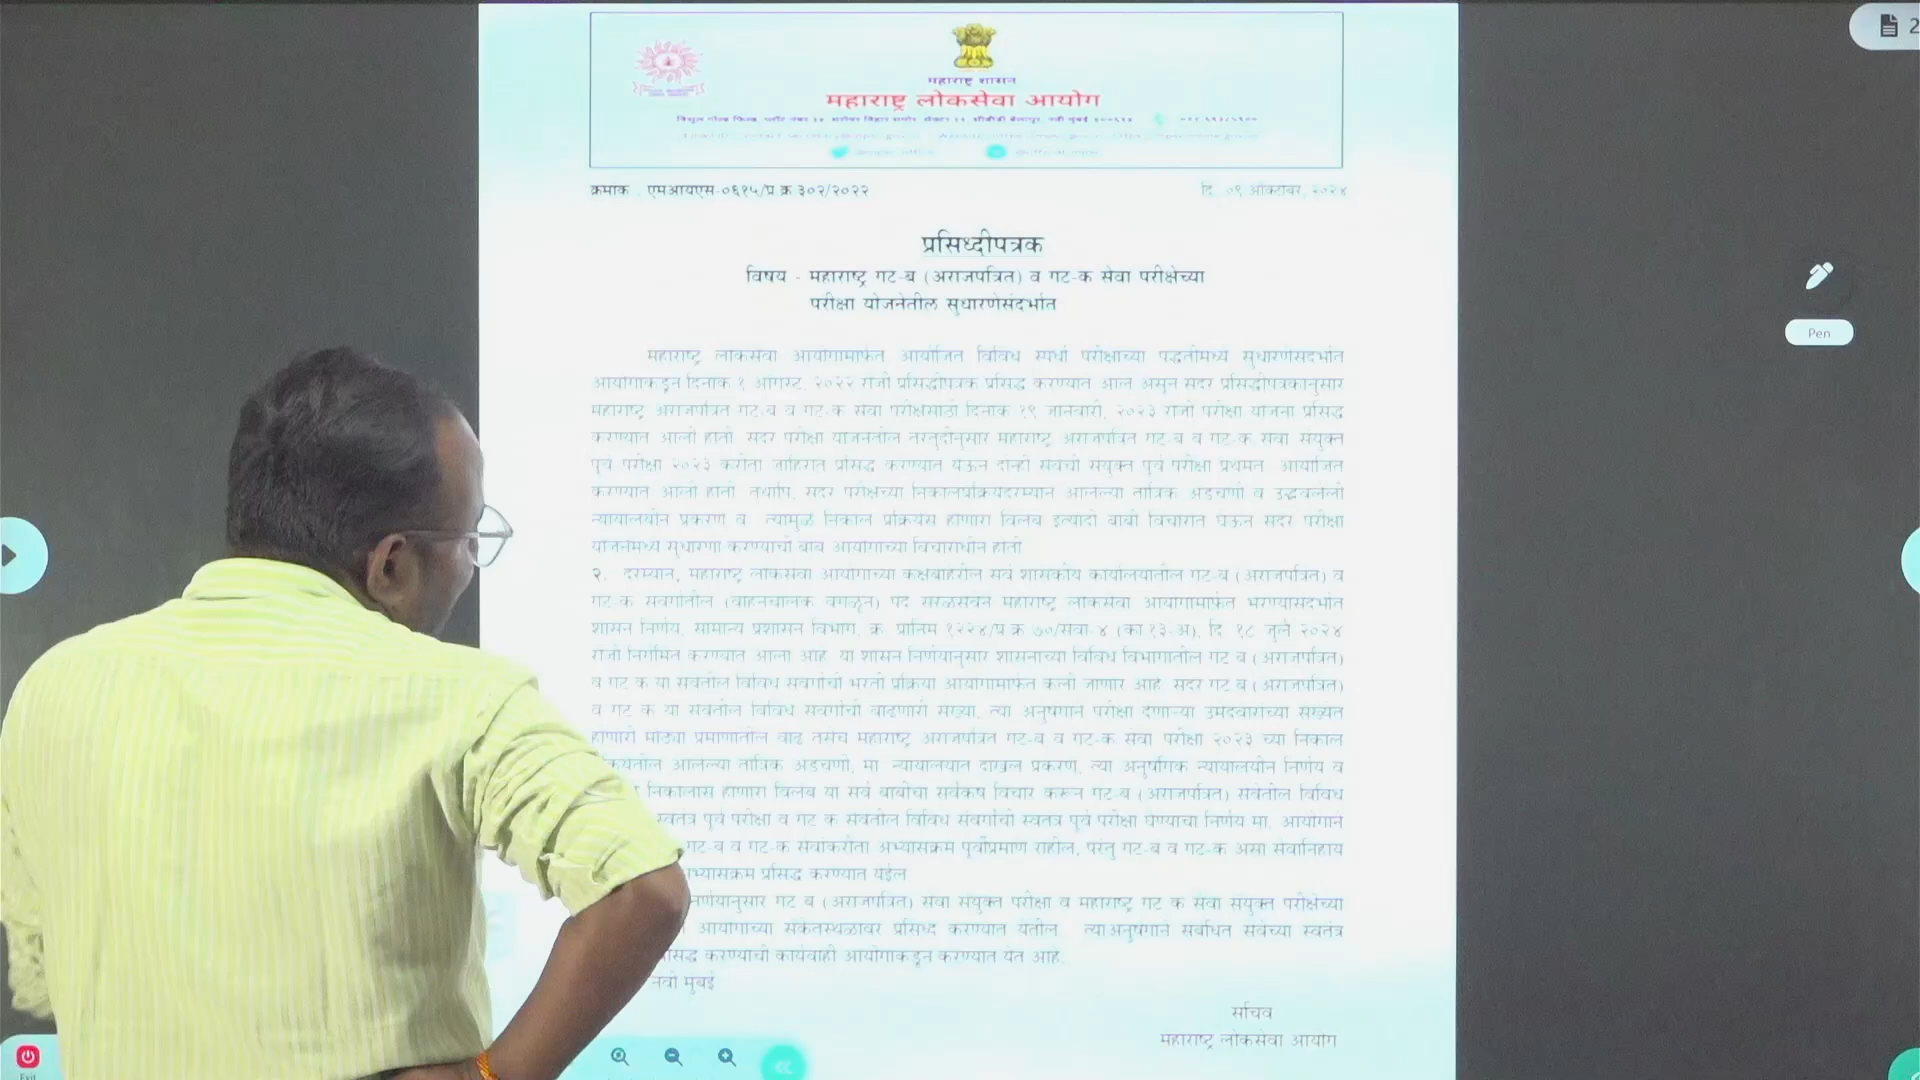 महाराष्ट्र शासन
महाराष्ट्र लोकसेवा आयोग
क्रमांक . एमआयएस-०६१५/प्र.क्र.३०२/२०२२
दि. ०९ ऑक्टोबर, २०२४
प्रसिध्दीपत्रक
विषय - महाराष्ट्र गट-ब (अराजपत्रित) व गट-क सेवा परीक्षेच्या
परीक्षा योजनेतील सुधारणेसंदर्भात
महाराष्ट्र लोकसेवा आयोगामार्फत आयोजित विविध स्पर्धा परीक्षांच्या पद्धतीमध्ये सुधारणेसंदर्भात
आयोगाकडून दिनांक १ ऑगस्ट, २०२२ रोजी प्रसिद्धीपत्रक प्रसिद्ध करण्यात आले असून सदर प्रसिद्धीपत्रकानुसार
महाराष्ट्र अराजपत्रित गट-ब व गट-क सेवा परीक्षेसाठी दिनांक १९ जानेवारी, २०२३ रोजी परीक्षा योजना प्रसिद्ध
करण्यात आली होती. सदर परीक्षा योजनेतील तरतुदीनुसार महाराष्ट्र अराजपत्रित गट-ब व गट-क सेवा संयुक्त
पूर्व परीक्षा २०२३ करीता जाहिरात प्रसिद्ध करण्यात येऊन दोन्ही सेवेची संयुक्त पूर्व परीक्षा प्रथमत: आयोजित
करण्यात आली होती. तथापि, सदर परीक्षेच्या निकालप्रक्रियेदरम्यान आलेल्या तांत्रिक अडचणी व उद्भवलेली
न्यायालयीन प्रकरणे व त्यामुळे निकाल प्रक्रियेस होणारा विलंब इत्यादी बाबी विचारात घेऊन सदर परीक्षा
योजनेमध्ये सुधारणा करण्याची बाब आयोगाच्या विचाराधीन होती.
२. दरम्यान, महाराष्ट्र लोकसेवा आयोगाच्या कक्षेबाहेरील सर्व शासकीय कार्यालयातील गट-ब (अराजपत्रित) व
गट-क संवर्गातील (वाहनचालक वगळून) पदे सरळसेवेने महाराष्ट्र लोकसेवा आयोगामार्फत भरण्यासंदर्भात
शासन निर्णय, सामान्य प्रशासन विभाग, क्र. प्रानिमं १२२४/प्र.क्र.७०/सेवा-४ (का.१३-अ), दि. १८ जुलै २०२४
रोजी निर्गमित करण्यात आला आहे. या शासन निर्णयानुसार शासनाच्या विविध विभागातील गट ब (अराजपत्रित)
व गट क या सेवेतील विविध संवर्गांची भरती प्रक्रिया आयोगामार्फत केली जाणार आहे. सदर गट ब (अराजपत्रित)
व गट क या सेवेतील विविध संवर्गांची वाढणारी संख्या, त्या अनुषंगाने परीक्षा देणाऱ्या उमेदवारांच्या संख्येत
होणारी मोठ्या प्रमाणातील वाढ तसेच महाराष्ट्र अराजपत्रित गट-ब व गट-क सेवा परीक्षा २०२३ च्या निकाल
आलेल्या तांत्रिक अडचणी, मा. न्यायालयात दाखल प्रकरणे, त्या अनुषंगिक न्यायालयीन निर्णय व
निकालास होणारा विलंब या सर्व बाबींचा सर्वंकष विचार करून गट-ब (अराजपत्रित) सेवेतील विविध
स्वतंत्र पूर्व परीक्षा व गट क सेवेतील विविध संवर्गांची स्वतंत्र पूर्व परीक्षा घेण्याचा निर्णय मा. आयोगाने
गट-ब व गट-क सेवांकरीता अभ्यासक्रम पूर्वीप्रमाणे राहील, परंतु गट-ब व गट-क असा सेवानिहाय
प्रसिद्ध करण्यात येईल.
गट ब (अराजपत्रित) सेवा संयुक्त परीक्षा व महाराष्ट्र गट क सेवा संयुक्त परीक्षेच्या
आयोगाच्या संकेतस्थळावर प्रसिध्द करण्यात येतील. त्याअनुषंगाने संबंधित सेवेच्या स्वतंत्र
करण्याची कार्यवाही आयोगाकडून करण्यात येत आहे.
नवी मुंबई
सचिव
महाराष्ट्र लोकसेवा आयोग
Pen
Exit
2